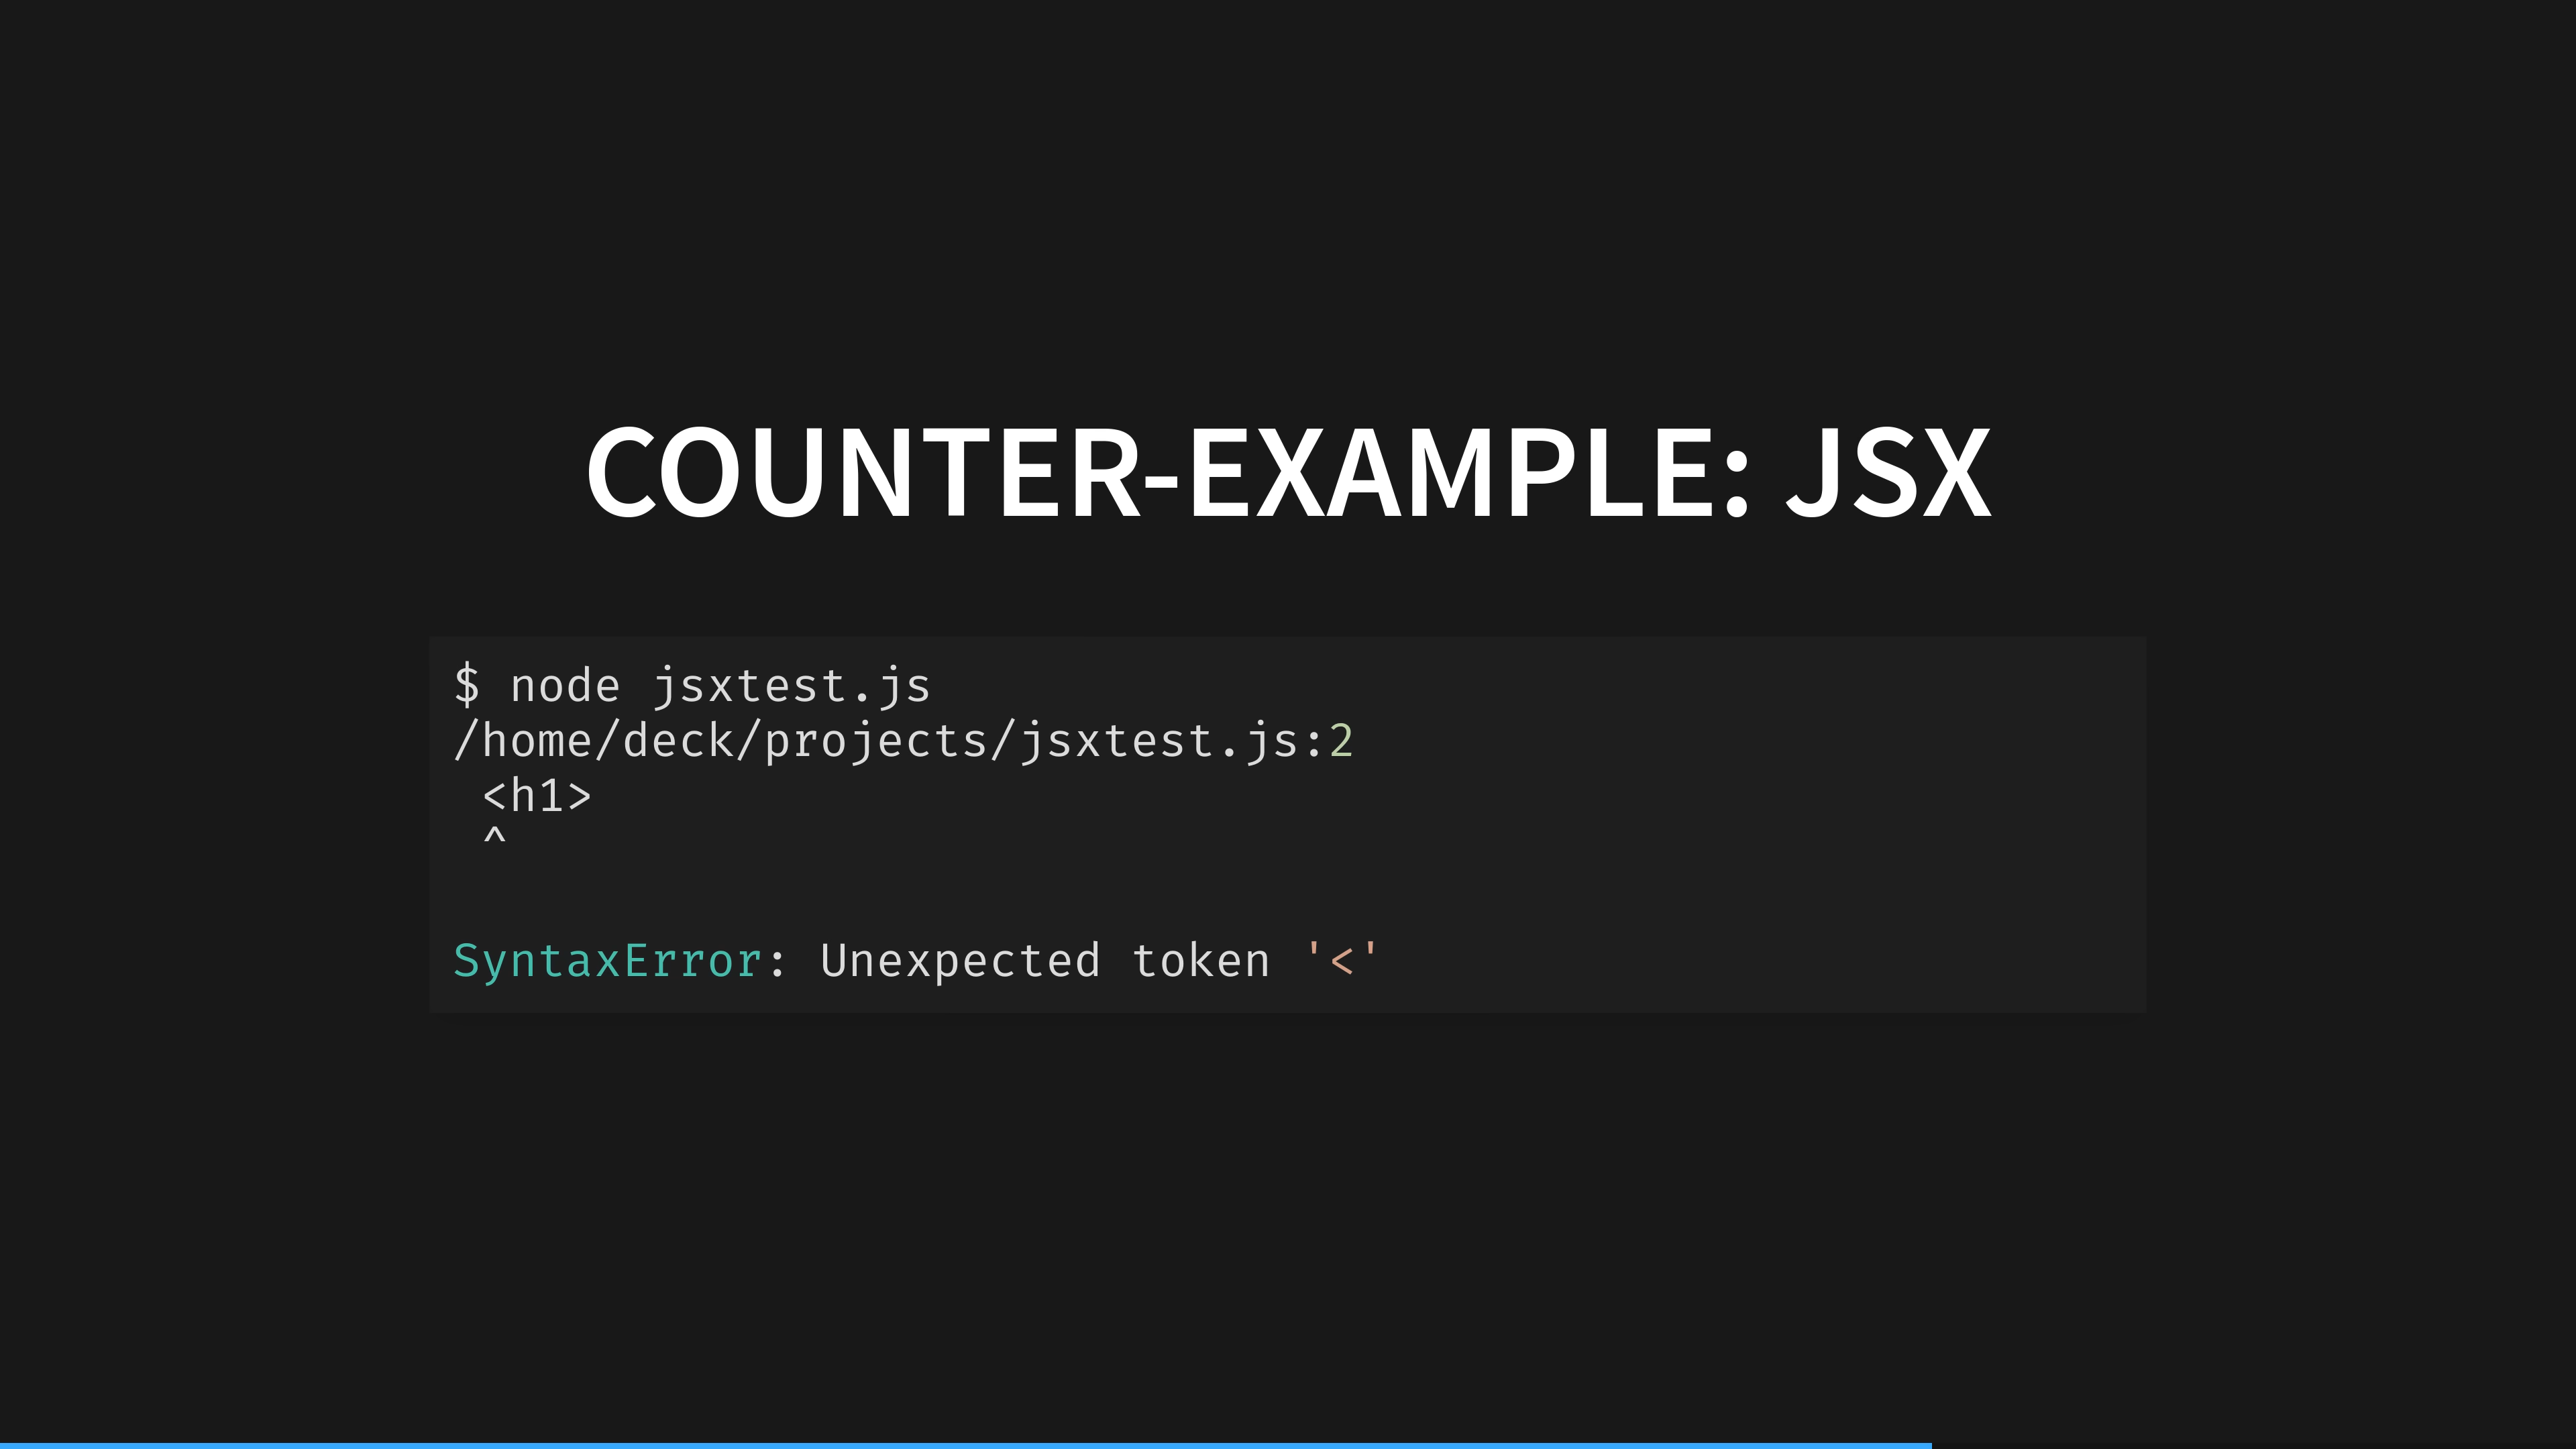 COUNTER-EXAMPLE: JSX
$ node jsxtest.js
/home/deck/projects/jsxtest.js:2
<h1>
^
SyntaxError: Unexpected token '<'